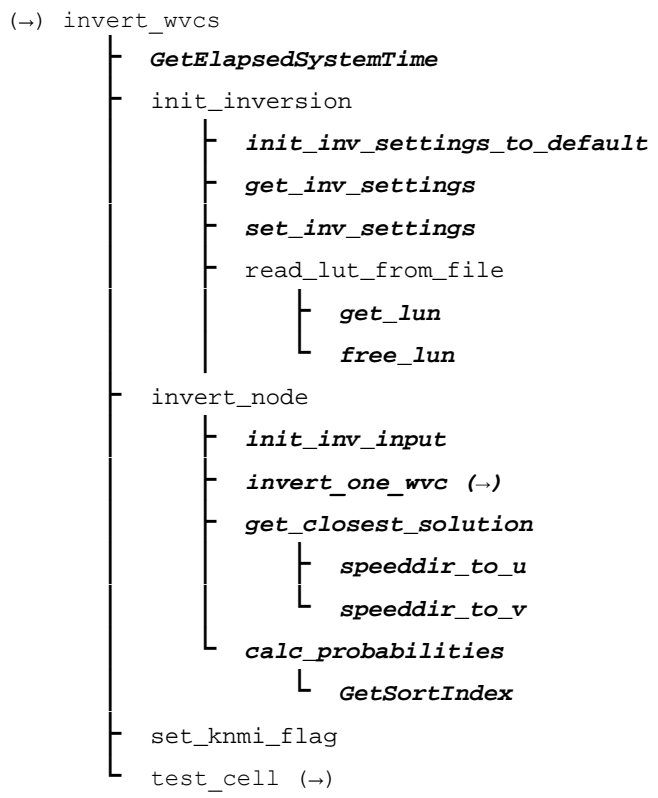 (→) invert_wvcs
GetElapsedSystemTime
init_inversion
init_inv_settings_to_default
get_inv_settings
set_inv_settings
read_lut_from_file
get_lun
free_lun
invert_node
init_inv_input
invert_one_wvc (→)
get_closest_solution
speeddir_to_u
speeddir_to_v
calc_probabilities
GetSortIndex
set_knmi_flag
test_cell (→)